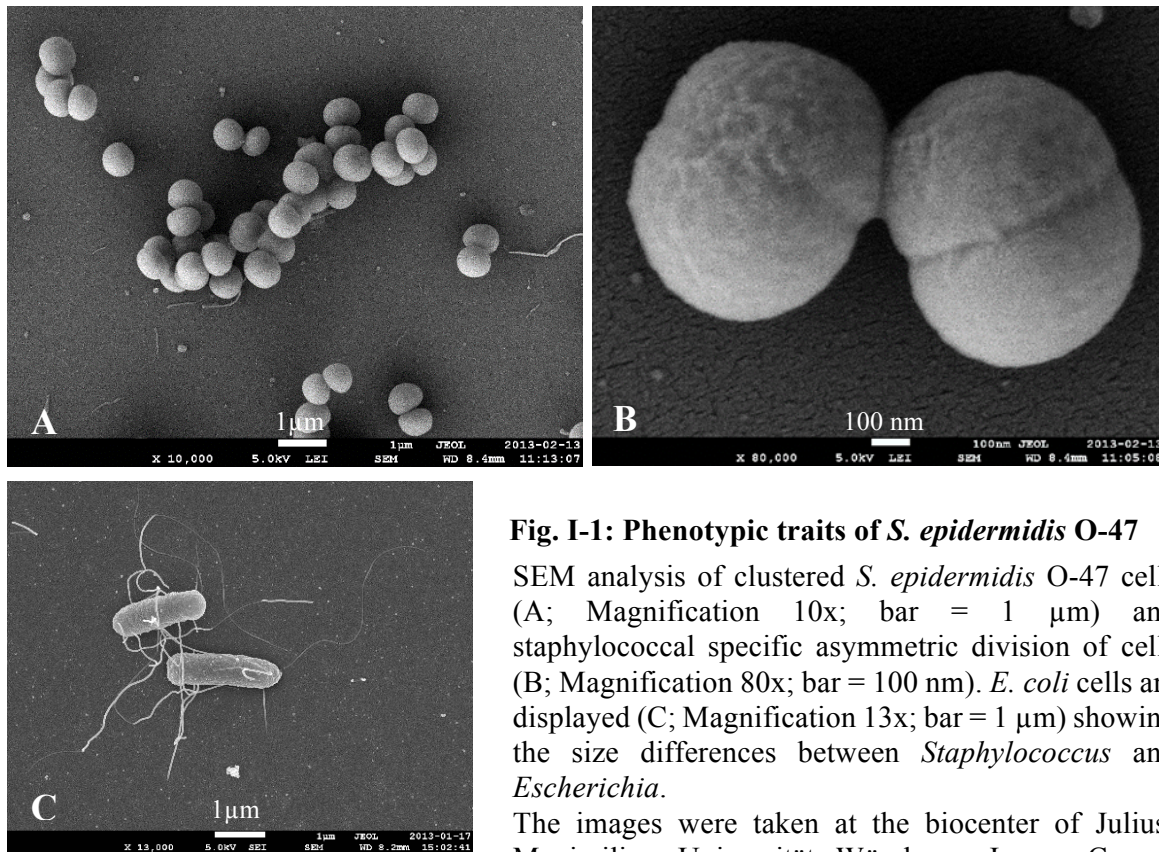 A
1µm
1µm JEOL 2013-02-13
X 10,000 5.0kV LEI SEM WD 8.4mm 11:13:07
B
100 nm
100nm JEOL 2013-02-13
X 80,000 5.0kV LEI SEM WD 8.4mm 11:05:08
C
1µm
1µm JEOL 2013-01-17
X 13,000 5.0kV SEI SEM WD 8.4mm 15:02:41
Fig. I-1: Phenotypic traits of S. epidermidis O-47
SEM analysis of clustered S. epidermidis O-47 cell
(A; Magnification 10x; bar = 1 µm) an
staphylococcal specific asymmetric division of cell
(B; Magnification 80x; bar = 100 nm). E. coli cells ar
displayed (C; Magnification 13x; bar = 1 µm) showin
the size differences between Staphylococcus an
Escherichia.
The images were taken at the biocenter of Julius